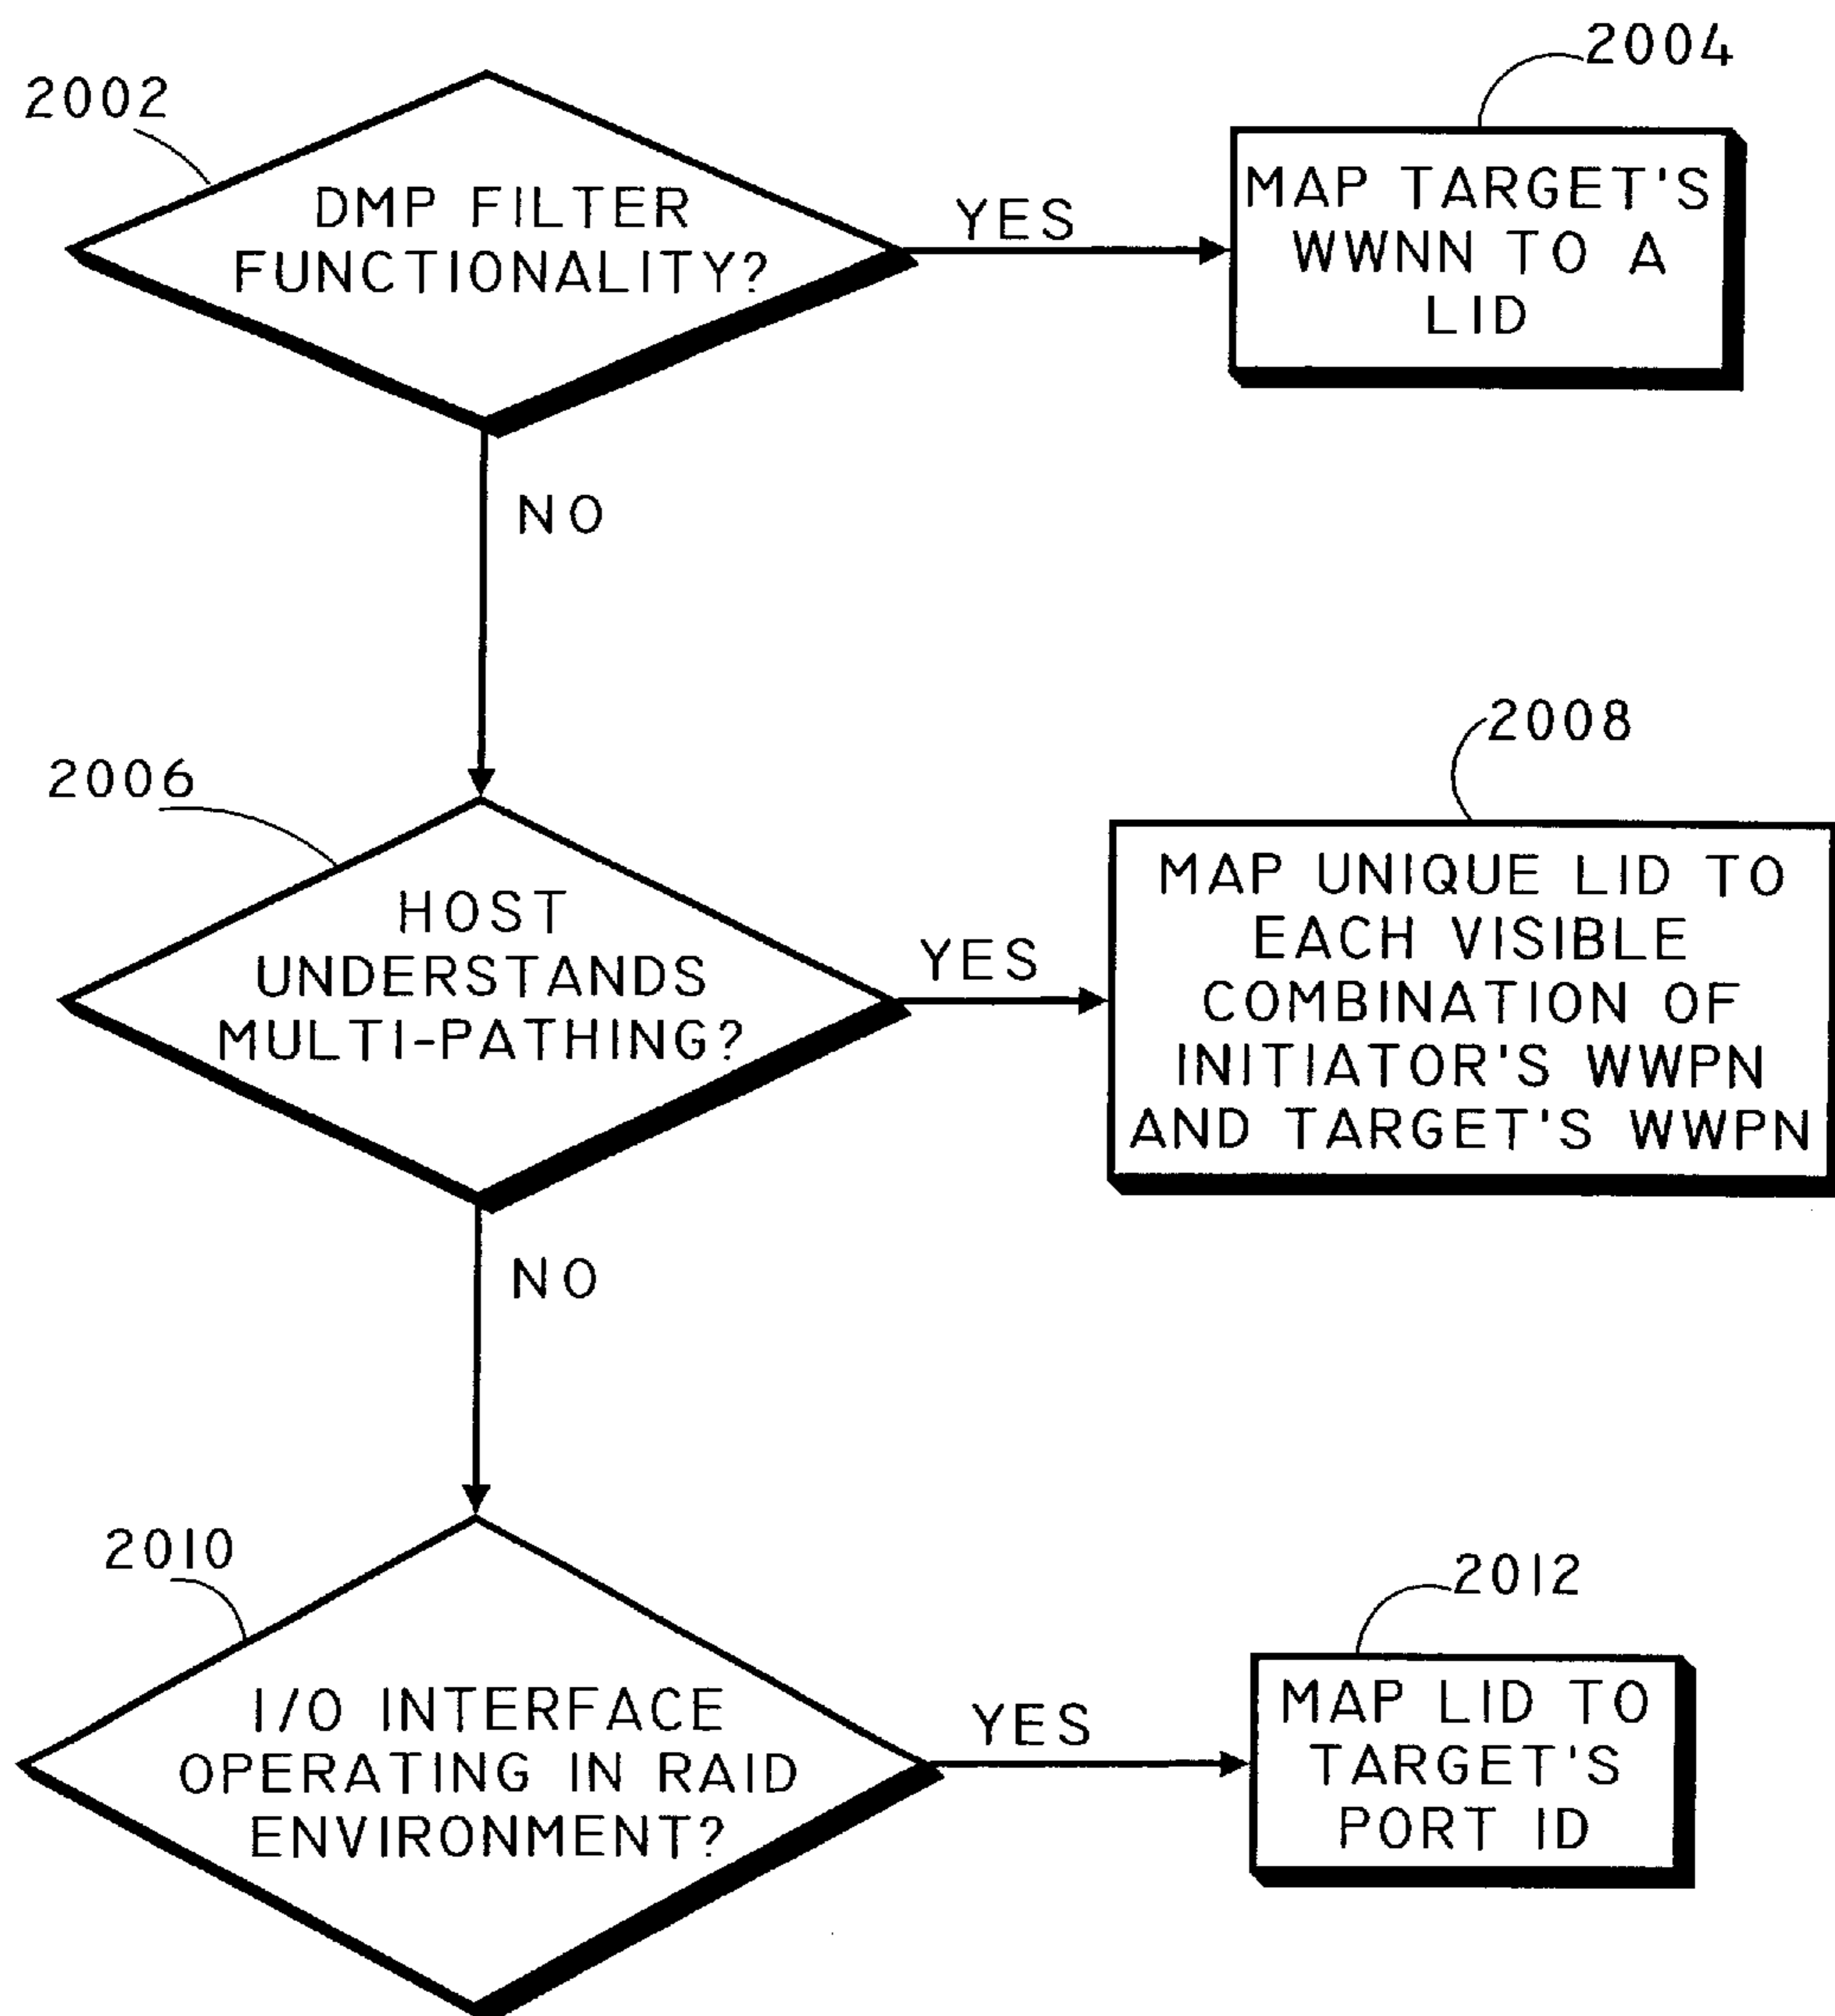 2002
2004
DMP FILTER
FUNCTIONALITY?
YES
MAP TARGET'S
WWNN TO A
LID
NO
2006
2008
HOST
UNDERSTANDS
MULTI-PATHING?
YES
MAP UNIQUE LID TO
EACH VISIBLE
COMBINATION OF
INITIATOR'S WWPN
AND TARGET'S WWPN
NO
2010
2012
I/O INTERFACE
OPERATING IN RAID
ENVIRONMENT?
YES
MAP LID TO
TARGET'S
PORT ID